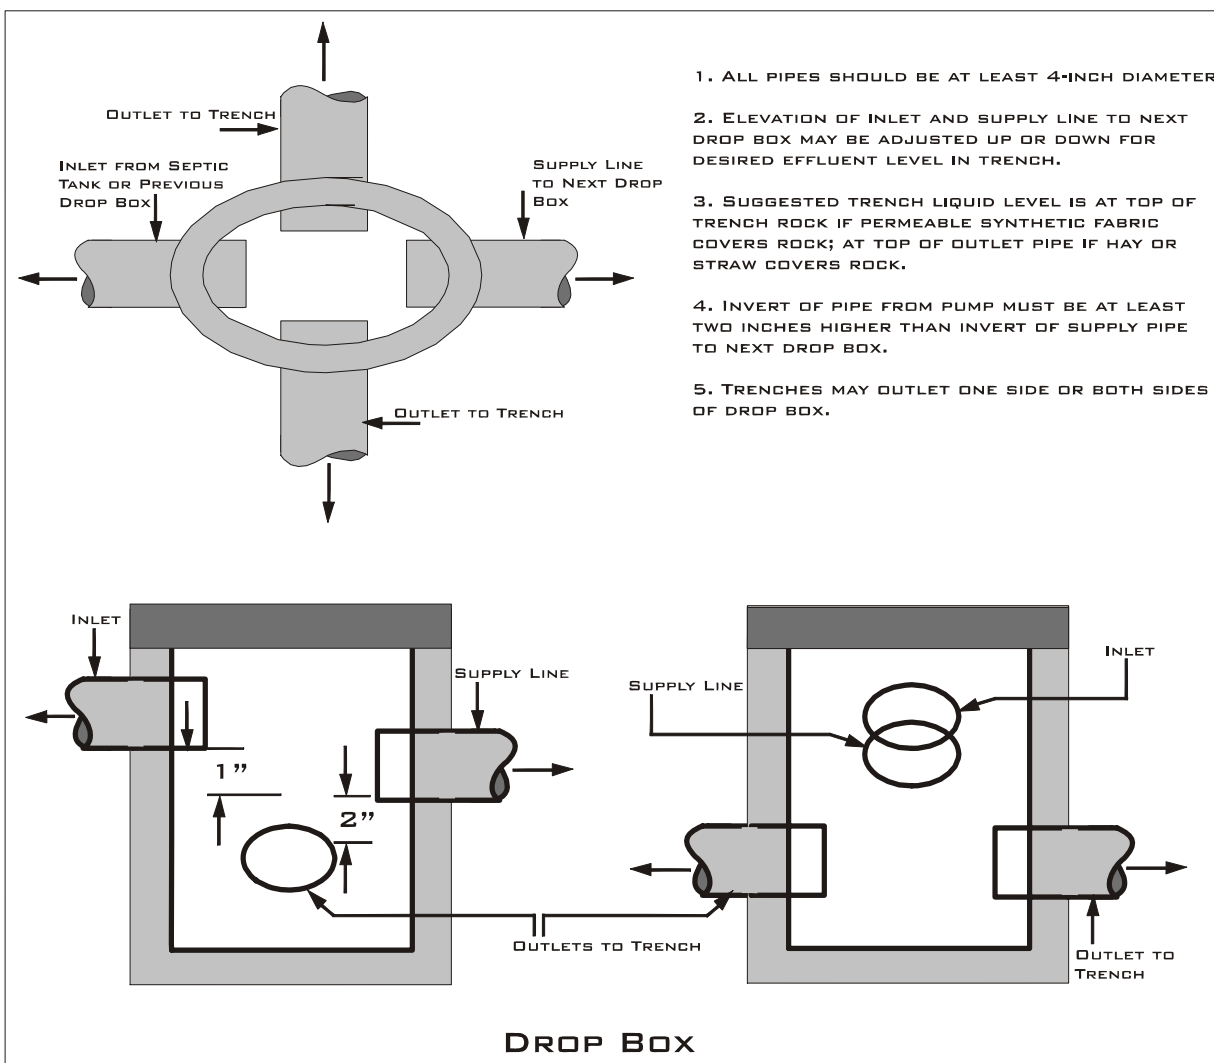 1. ALL PIPES SHOULD BE AT LEAST 4-INCH DIAMETER
2. ELEVATION OF INLET AND SUPPLY LINE TO NEXT
DROP BOX MAY BE ADJUSTED UP OR DOWN FOR
DESIRED EFFLUENT LEVEL IN TRENCH.
3. SUGGESTED TRENCH LIQUID LEVEL IS AT TOP OF
TRENCH ROCK IF PERMEABLE SYNTHETIC FABRIC
COVERS ROCK; AT TOP OF OUTLET PIPE IF HAY OR
STRAW COVERS ROCK.
4. INVERT OF PIPE FROM PUMP MUST BE AT LEAST
TWO INCHES HIGHER THAN INVERT OF SUPPLY PIPE
TO NEXT DROP BOX.
5. TRENCHES MAY OUTLET ONE SIDE OR BOTH SIDES
OF DROP BOX.
OUTLET TO TRENCH
INLET FROM SEPTIC
TANK OR PREVIOUS
DROP BOX
SUPPLY LINE
TO NEXT DROP
BOX
OUTLET TO TRENCH
INLET
SUPPLY LINE
1”
2”
OUTLETS TO TRENCH
SUPPLY LINE
INLET
OUTLET TO
TRENCH
DROP BOX